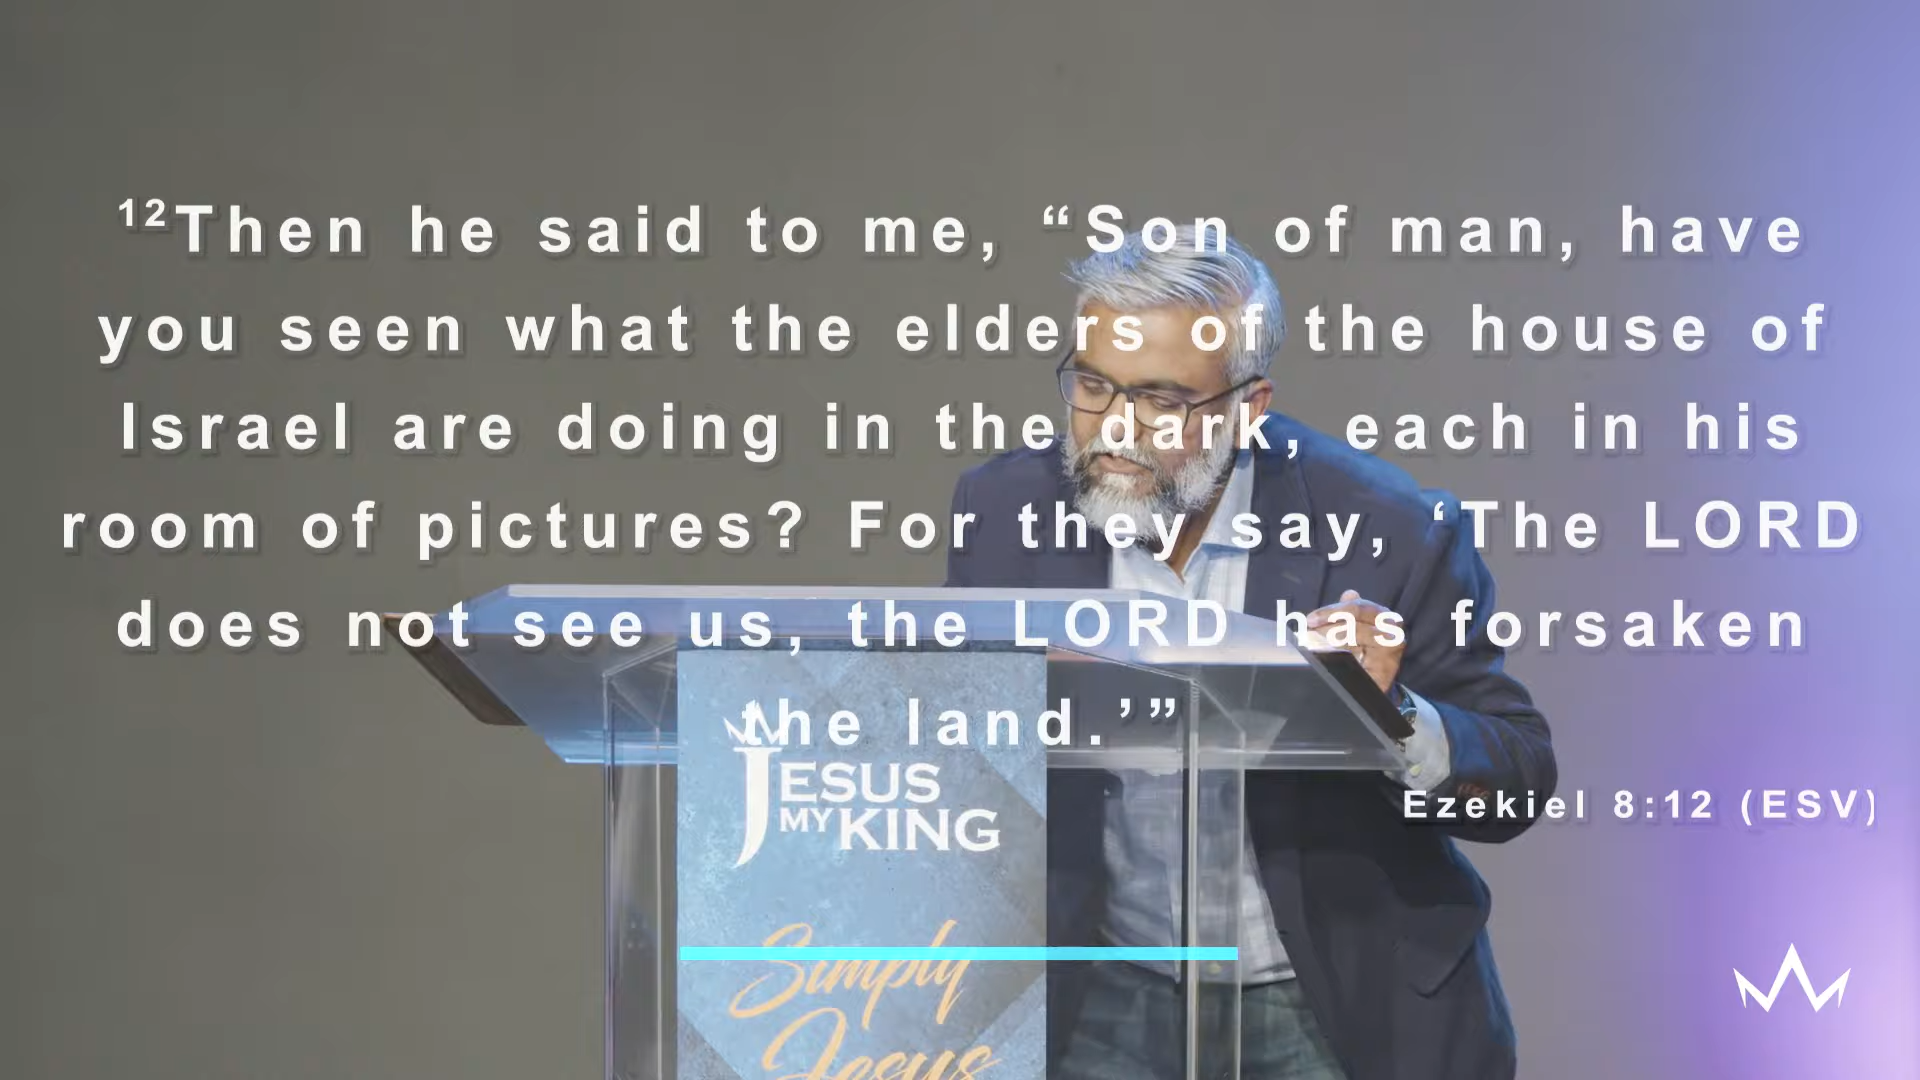 ¹²Then he said to me, “Son of man, have
you seen what the elders of the house of
Israel are doing in the dark, each in his
room of pictures? For they say, ‘The LORD
does not see us, the LORD has forsaken
the land.’”
Ezekiel 8:12 (ESV)
JESUS
MY KING
Simply
Jesus